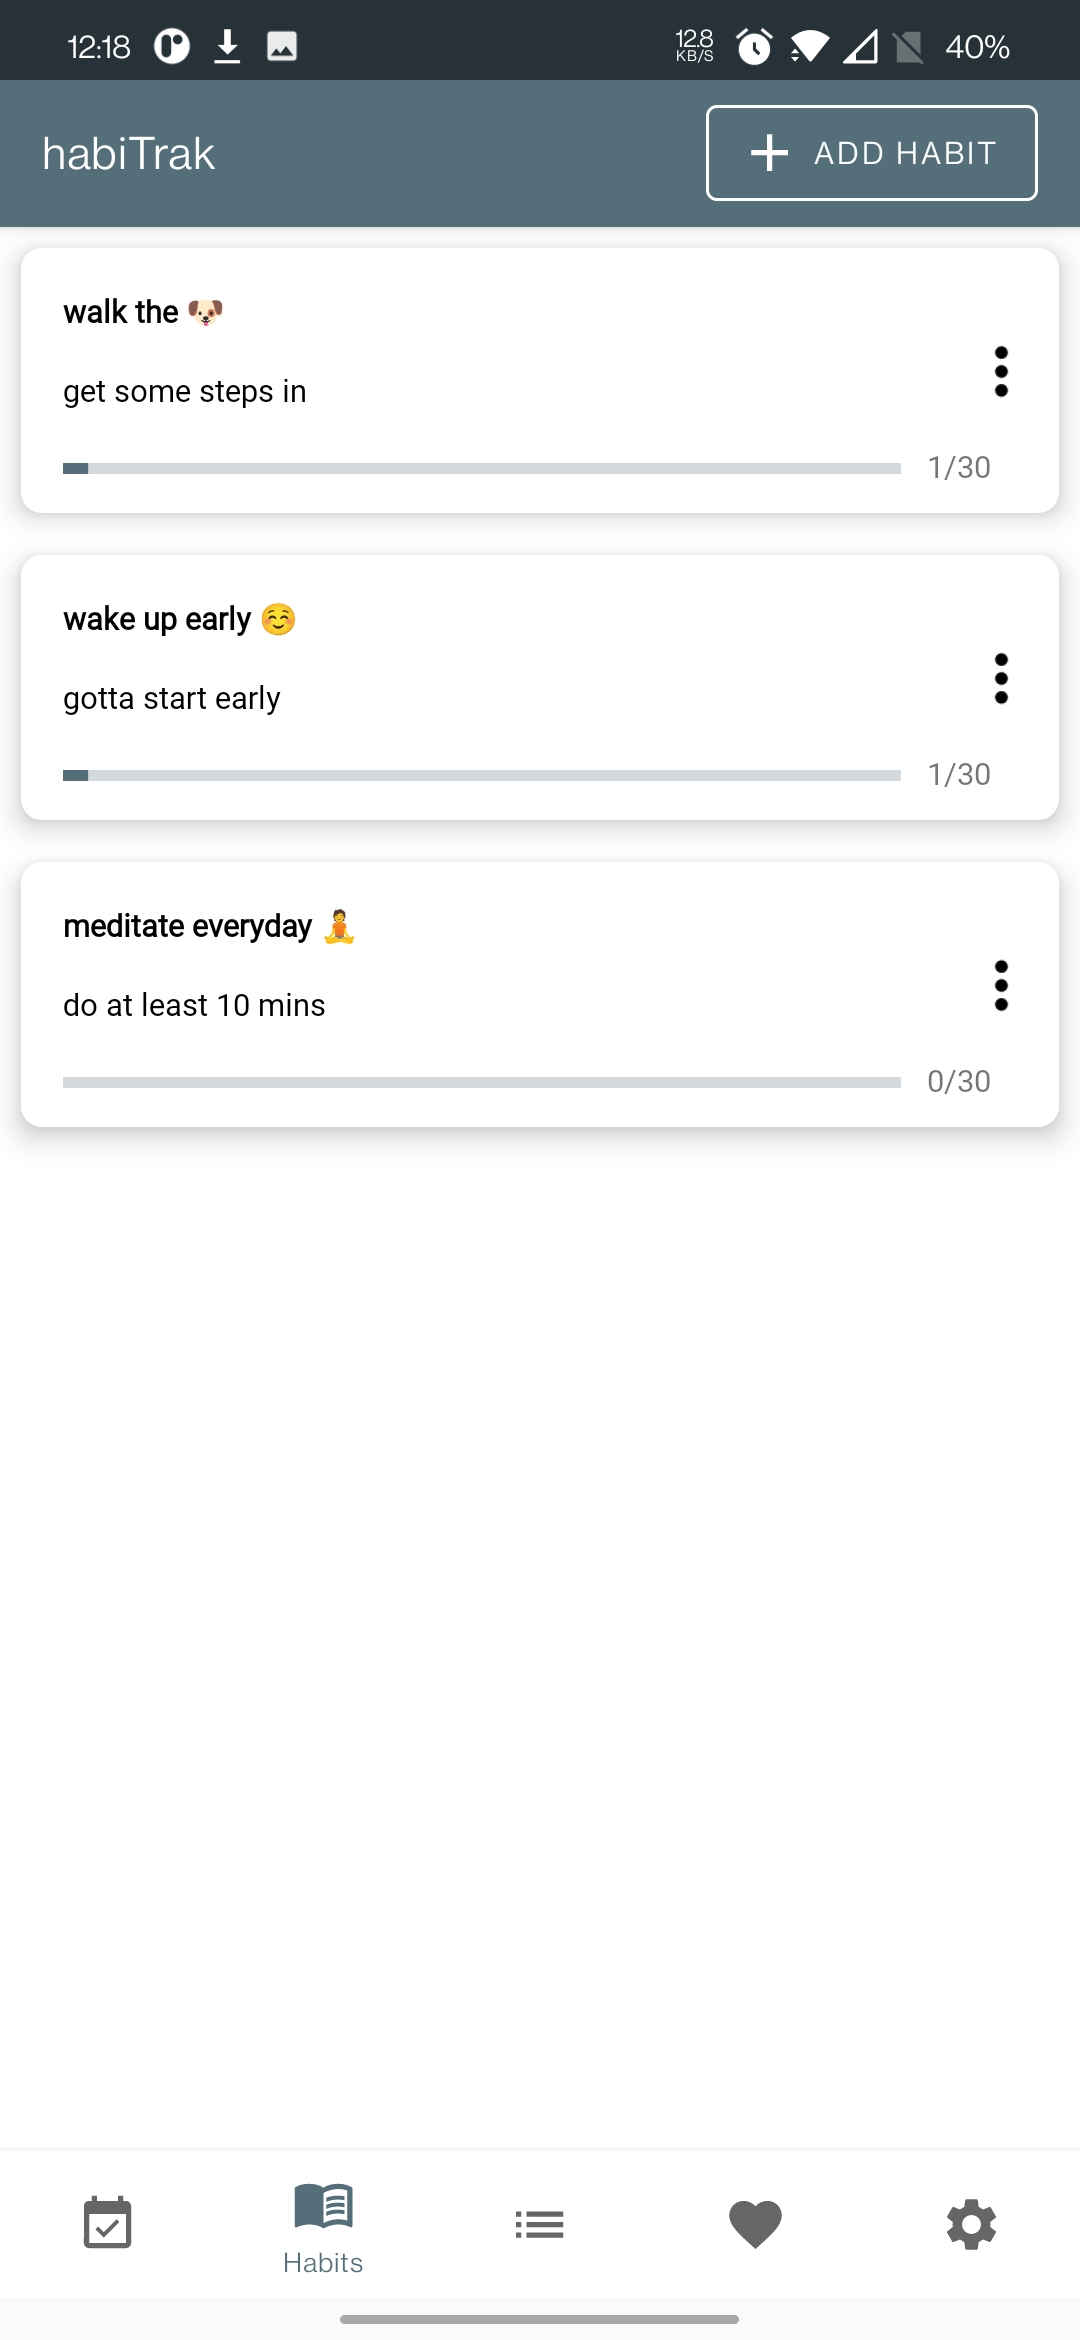 12:18 12.8 KB/S 40%
habiTrak + ADD HABIT
walk the 🐶
get some steps in
1/30
wake up early ☺️
gotta start early
1/30
meditate everyday 🧘
do at least 10 mins
0/30
Habits